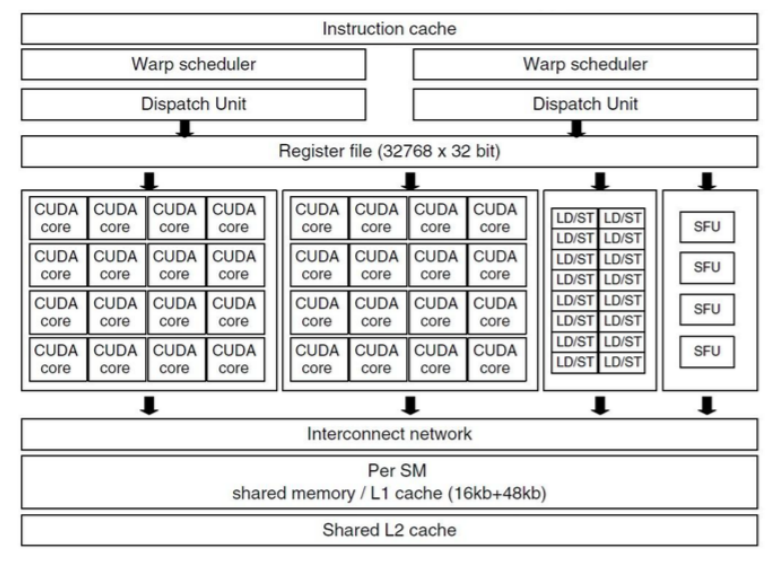 Instruction cache
Warp scheduler Warp scheduler
Dispatch Unit Dispatch Unit
Register file (32768 x 32 bit)
CUDA CUDA CUDA CUDA
core core core core
CUDA CUDA CUDA CUDA
core core core core
CUDA CUDA CUDA CUDA
core core core core
CUDA CUDA CUDA CUDA
core core core core
CUDA CUDA CUDA CUDA
core core core core
CUDA CUDA CUDA CUDA
core core core core
CUDA CUDA CUDA CUDA
core core core core
CUDA CUDA CUDA CUDA
core core core core
LD/ST LD/ST
LD/ST LD/ST
LD/ST LD/ST
LD/ST LD/ST
LD/ST LD/ST
LD/ST LD/ST
LD/ST LD/ST
LD/ST LD/ST
SFU
SFU
SFU
SFU
Interconnect network
Per SM
shared memory / L1 cache (16kb+48kb)
Shared L2 cache